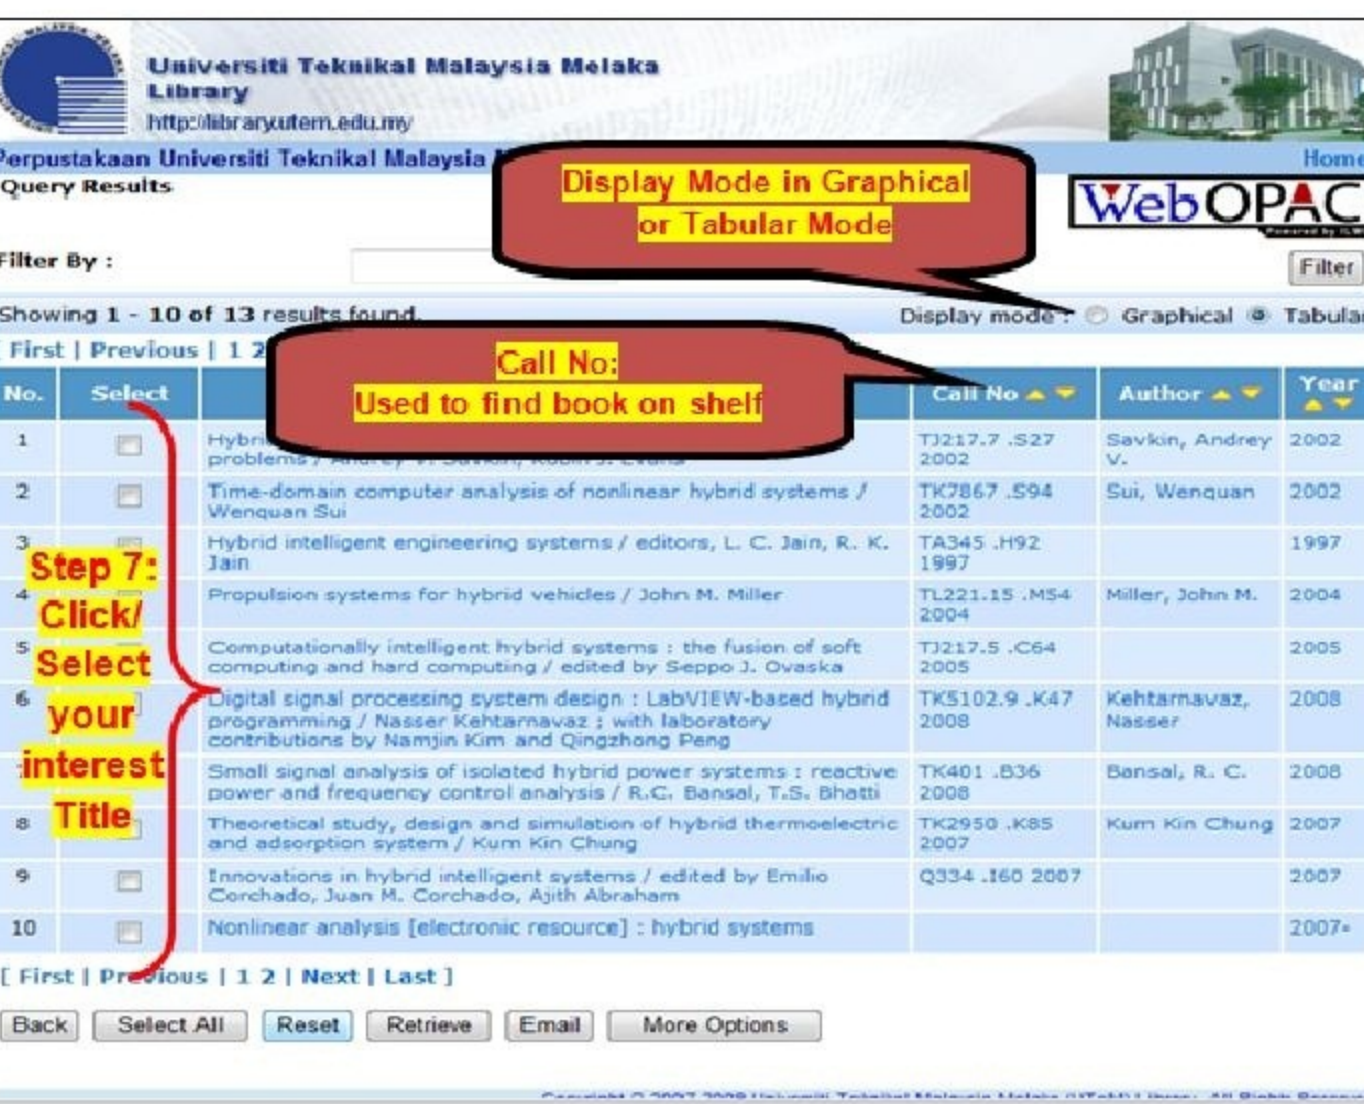 Universiti Teknikal Malaysia Melaka
Library
http://library.utem.edu.my
Perpustakaan Universiti Teknikal Malaysia
Home
Query Results
Display Mode in Graphical
or Tabular Mode
WebOPAC
Powered by
Filter By :
Filter
Showing 1 - 10 of 13 results found.
Display mode : Graphical Tabular
[ First | Previous | 1 2
Call No:
Used to find book on shelf
No. Select Call No Author Year
1 TJ217.7 .S27 Savkin, Andrey 2002
problems / Andrey V. Savkin, Robin J. Evans 2002 V.
2 Time-domain computer analysis of nonlinear hybrid systems / TK7867 .S94 Sui, Wenquan 2002
Wenquan Sui 2002
3 Hybrid intelligent engineering systems / editors, L. C. Jain, R. K. TA345 .H92 1997
Jain 1997
4 Propulsion systems for hybrid vehicles / John M. Miller TL221.15 .M54 Miller, John M. 2004
2004
5 Computationally intelligent hybrid systems : the fusion of soft TJ217.5 .C64 2005
computing and hard computing / edited by Seppo J. Ovaska 2005
6 Digital signal processing system design : LabVIEW-based hybrid TK5102.9 .K47 Kehtarnavaz, 2008
programming / Nasser Kehtarnavaz ; with laboratory 2008 Nasser
contributions by Namjin Kim and Qingzhong Peng
Small signal analysis of isolated hybrid power systems : reactive TK401 .B36 Bansal, R. C. 2008
power and frequency control analysis / R.C. Bansal, T.S. Bhatti 2008
8 Theoretical study, design and simulation of hybrid thermoelectric TK2950 .K85 Kum Kin Chung 2007
and adsorption system / Kum Kin Chung 2007
9 Innovations in hybrid intelligent systems / edited by Emilio Q334 .I60 2007 2007
Corchado, Juan M. Corchado, Ajith Abraham
10 Nonlinear analysis [electronic resource] : hybrid systems 2007-
Step 7:
Click/
Select
your
interest
Title
[ First | Previous | 1 2 | Next | Last ]
Back Select All Reset Retrieve Email More Options